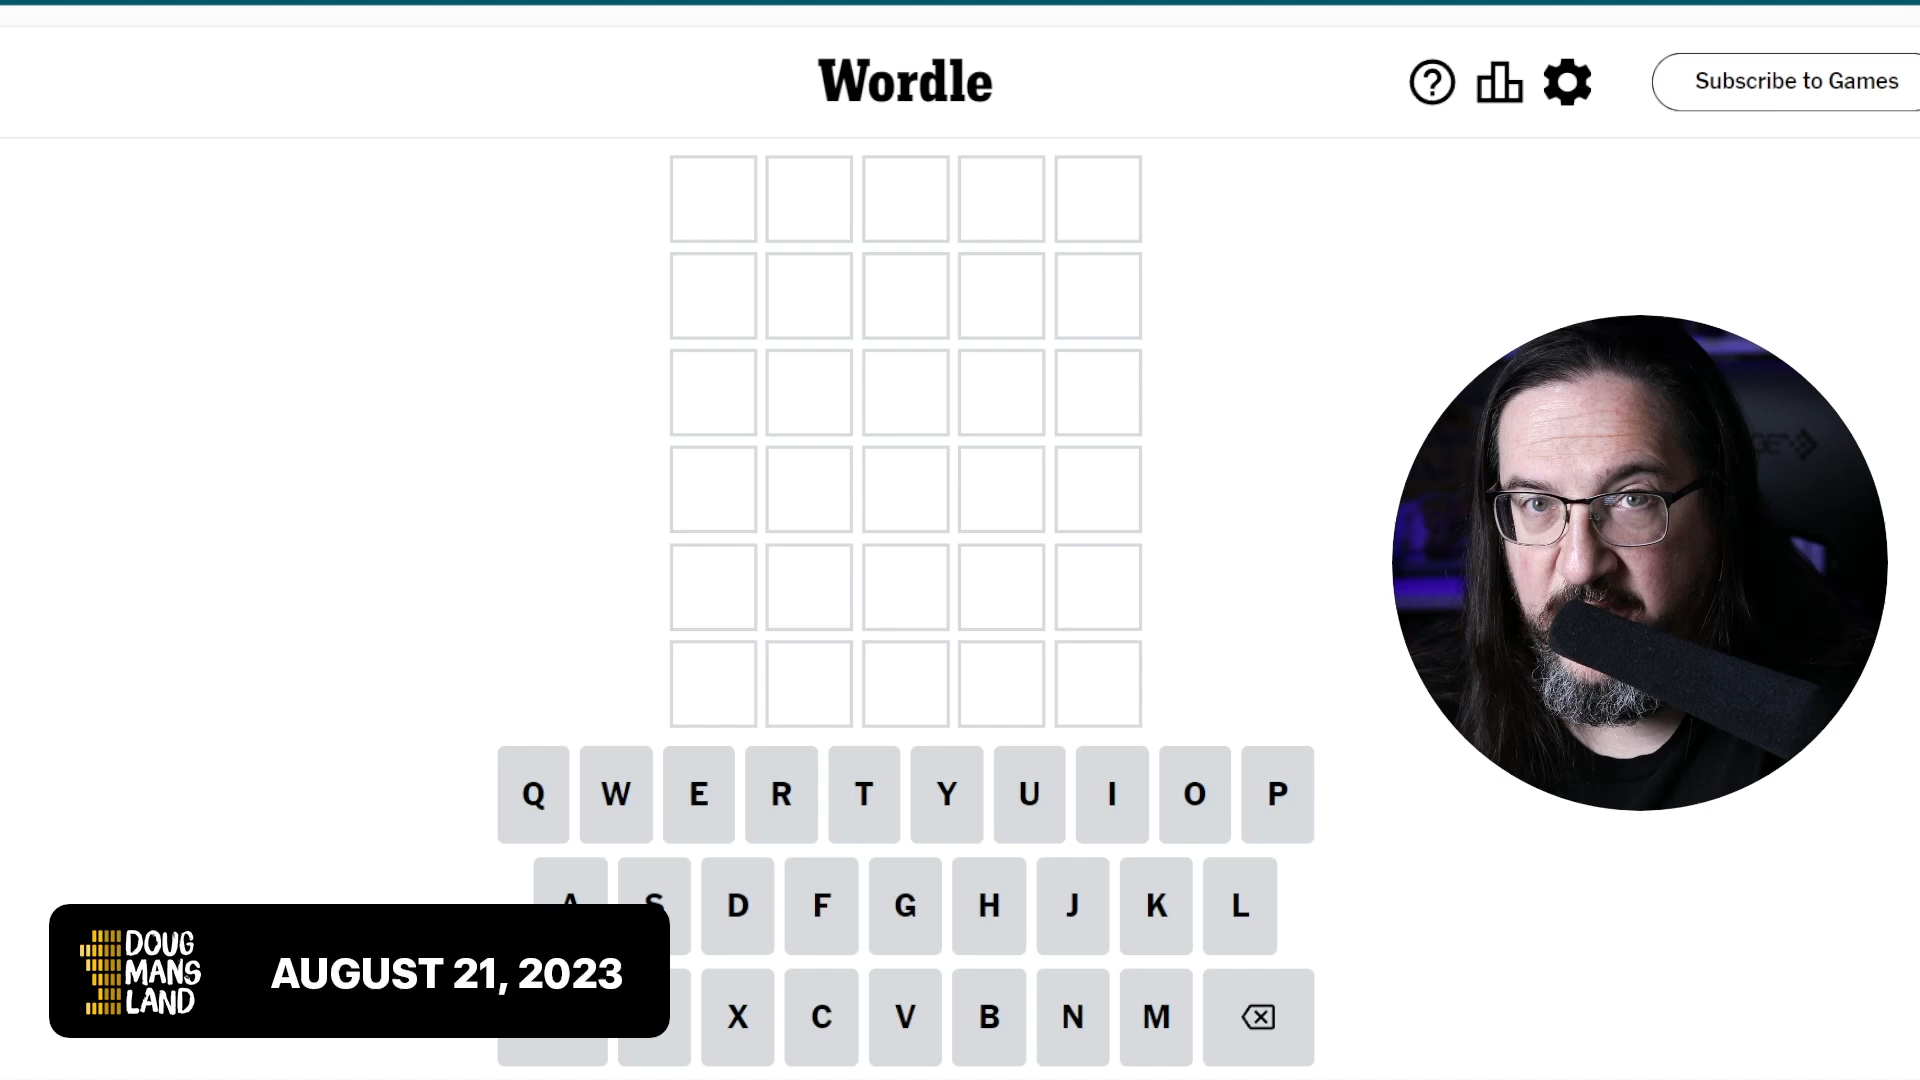 Wordle
Subscribe to Games
Q W E R T Y U I O P
A S D F G H J K L
X C V B N M
DOUG
MANS
LAND
AUGUST 21, 2023